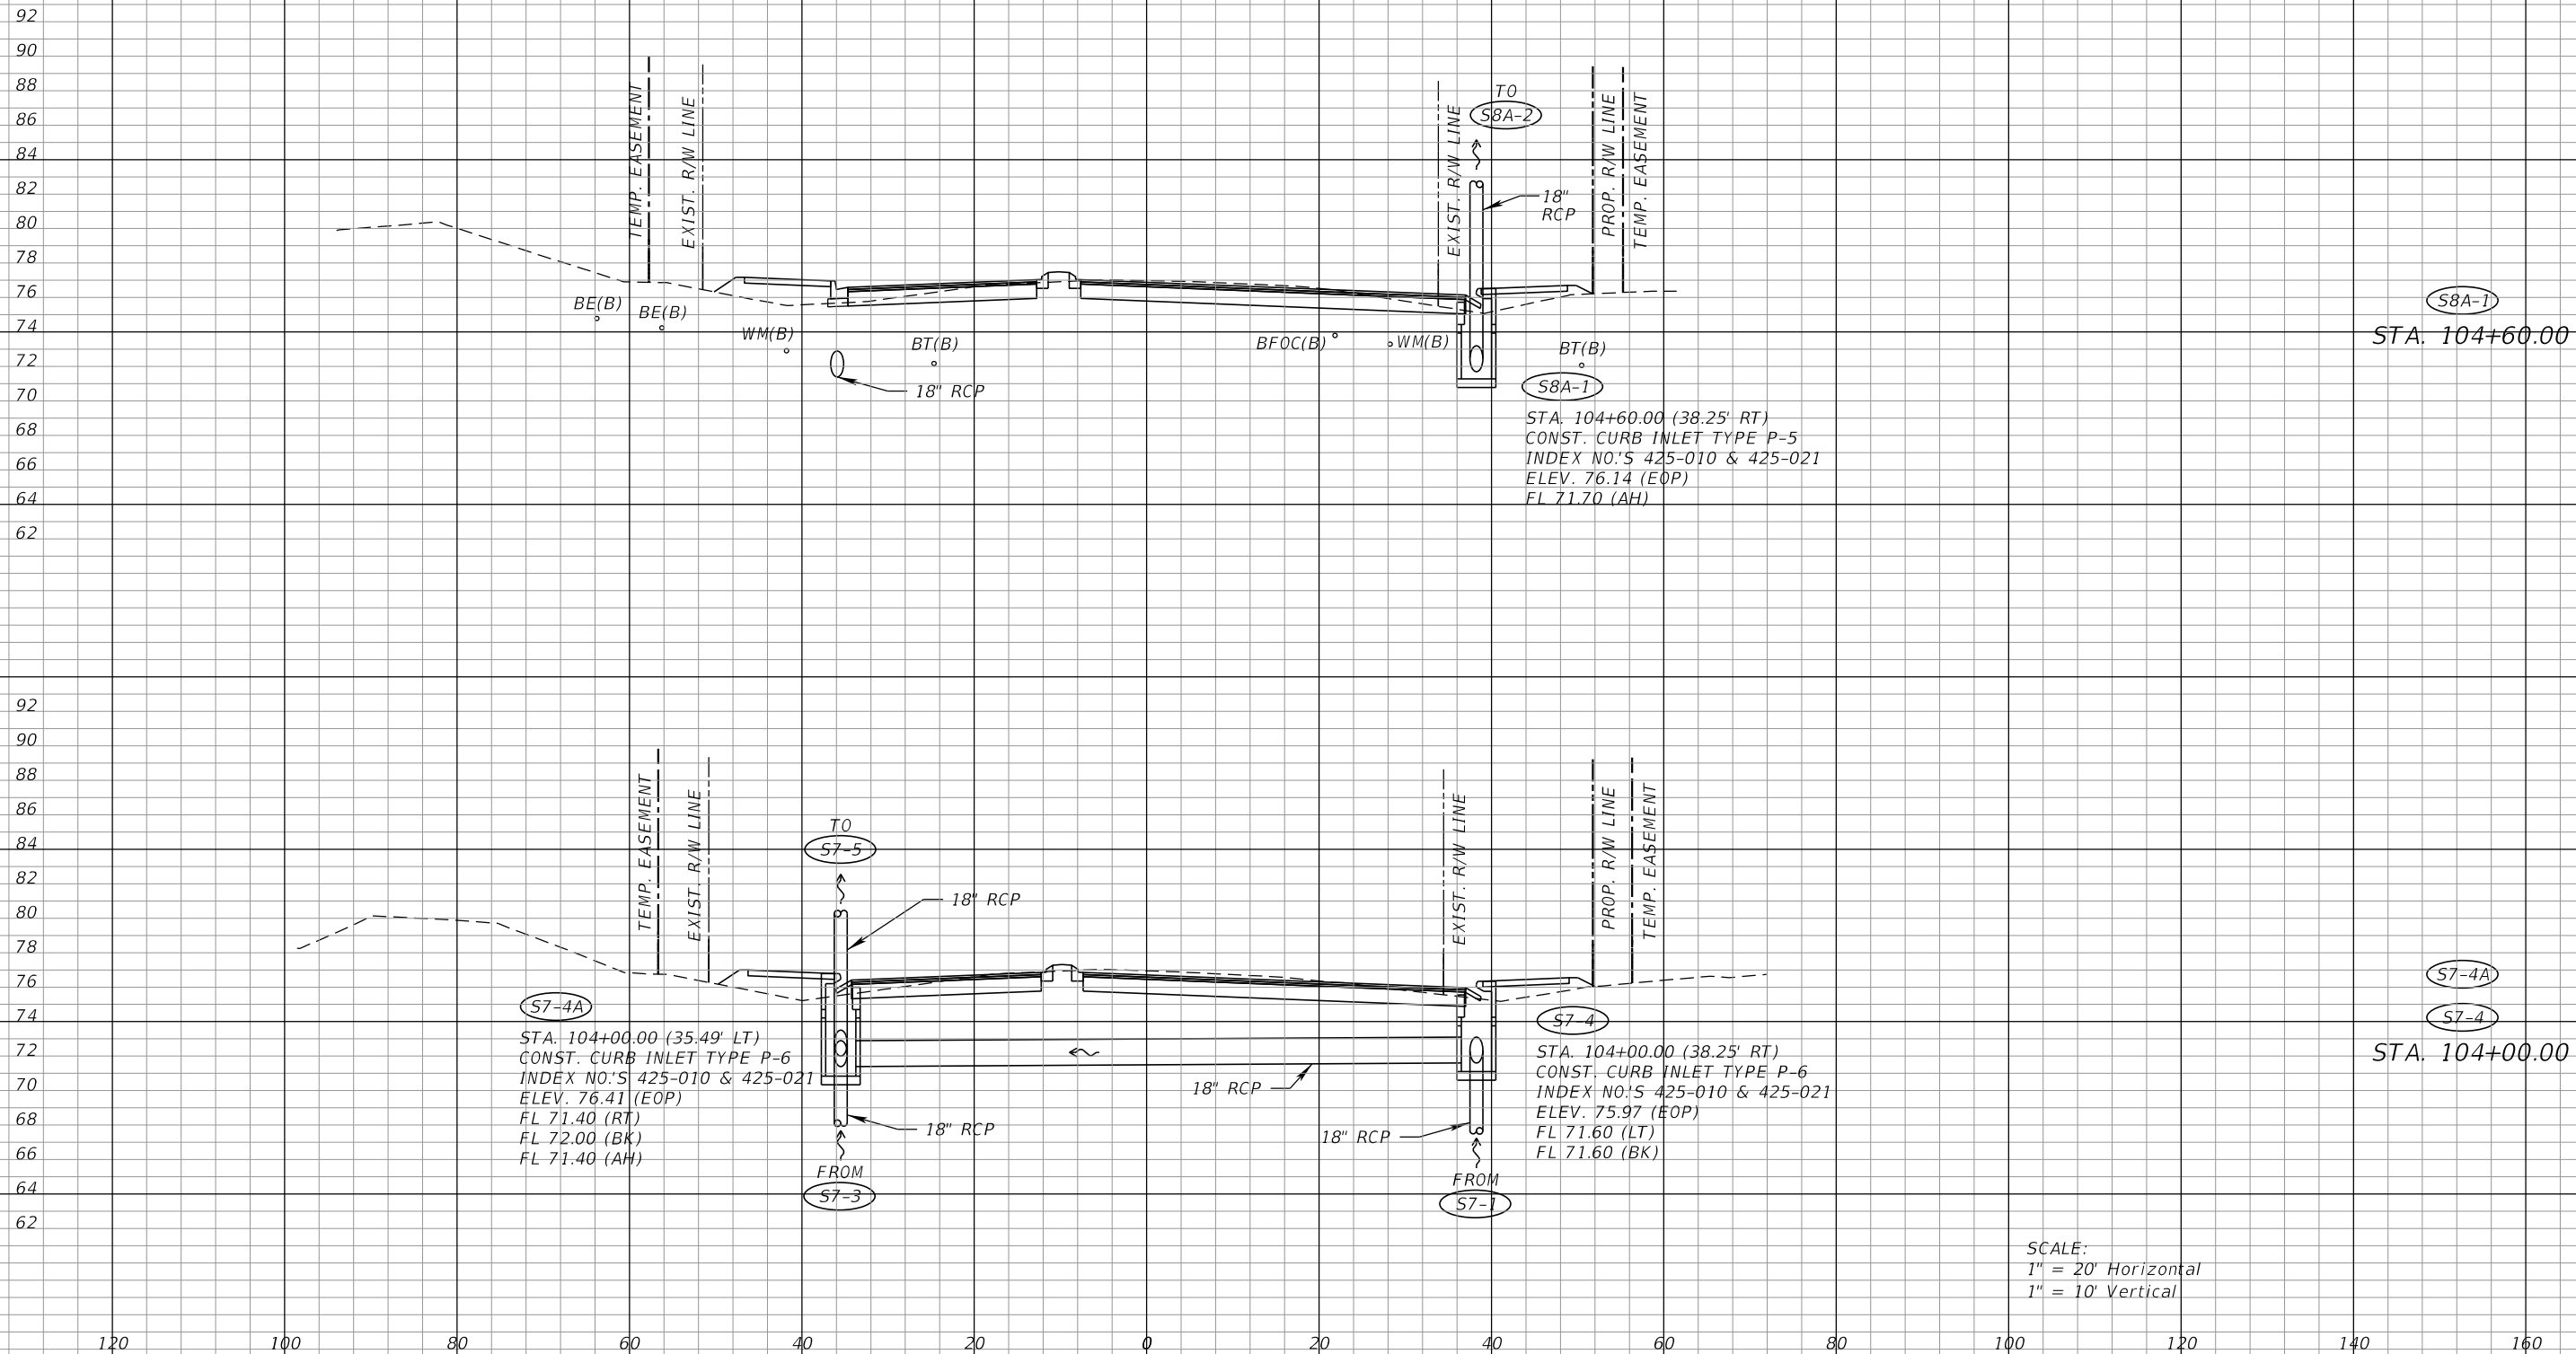 92
90
88
86
84
82
80
78
76
74
72
70
68
66
64
62
TEMP. EASEMENT
EXIST. R/W LINE
EXIST. R/W LINE
TO
S8A-2
18"
RCP
PROP. R/W LINE
TEMP. EASEMENT
BE(B)
BE(B)
WM(B)
BT(B)
18" RCP
BFOC(B)
WM(B)
BT(B)
S8A-1
STA. 104+60.00 (38.25' RT)
CONST. CURB INLET TYPE P-5
INDEX NO.'S 425-010 & 425-021
ELEV. 76.14 (EOP)
FL 71.70 (AH)
S8A-1
STA. 104+60.00
92
90
88
86
84
82
80
78
76
74
72
70
68
66
64
62
TEMP. EASEMENT
EXIST. R/W LINE
TO
S7-5
18" RCP
EXIST. R/W LINE
PROP. R/W LINE
TEMP. EASEMENT
S7-4A
STA. 104+00.00 (35.49' LT)
CONST. CURB INLET TYPE P-6
INDEX NO.'S 425-010 & 425-021
ELEV. 76.41 (EOP)
FL 71.40 (RT)
FL 72.00 (BK)
FL 71.40 (AH)
18" RCP
FROM
S7-3
18" RCP
18" RCP
FROM
S7-1
S7-4
STA. 104+00.00 (38.25' RT)
CONST. CURB INLET TYPE P-6
INDEX NO.'S 425-010 & 425-021
ELEV. 75.97 (EOP)
FL 71.60 (LT)
FL 71.60 (BK)
S7-4A
S7-4
STA. 104+00.00
SCALE:
1" = 20' Horizontal
1" = 10' Vertical
120 100 80 60 40 20 0 20 40 60 80 100 120 140 160